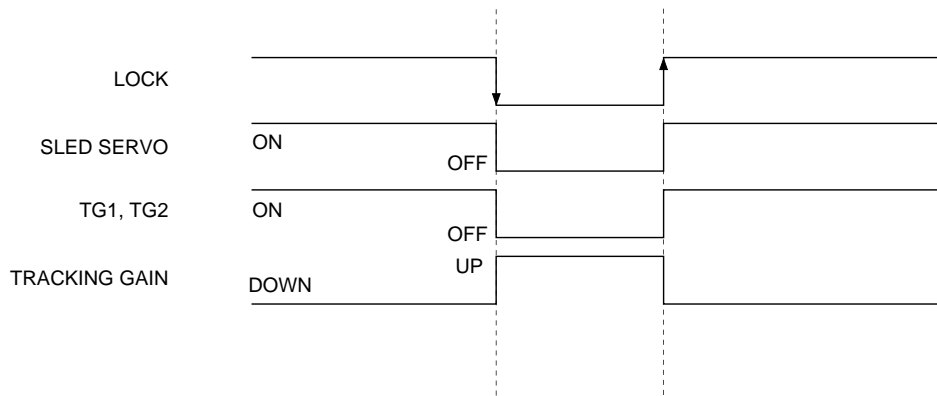 LOCK
SLED SERVO
ON
OFF
TG1, TG2
ON
OFF
TRACKING GAIN
UP
DOWN